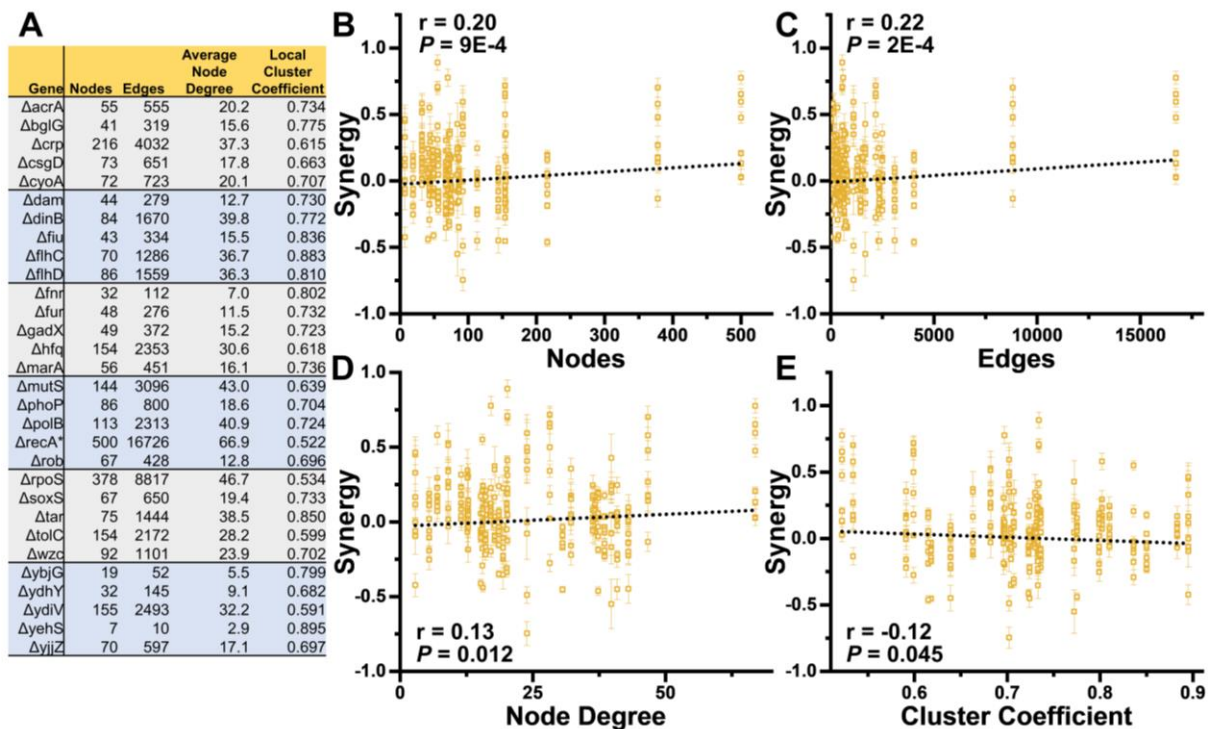 A
Gene Nodes Edges Average Node Degree Local Cluster Coefficient
ΔacrA 55 555 20.2 0.734
ΔbglG 41 319 15.6 0.775
Δcrp 216 4032 37.3 0.615
ΔcsgD 73 651 17.8 0.663
ΔcyoA 72 723 20.1 0.707
Δdam 44 279 12.7 0.730
ΔdinB 84 1670 39.8 0.772
Δfiu 43 334 15.5 0.836
ΔflhC 70 1286 36.7 0.883
ΔflhD 86 1559 36.3 0.810
Δfnr 32 112 7.0 0.802
Δfur 48 276 11.5 0.732
ΔgadX 49 372 15.2 0.723
Δhfq 154 2353 30.6 0.618
ΔmarA 56 451 16.1 0.736
ΔmutS 144 3096 43.0 0.639
ΔphoP 86 800 18.6 0.704
ΔpolB 113 2313 40.9 0.724
ΔrecA* 500 16726 66.9 0.522
Δrob 67 428 12.8 0.696
ΔrpoS 378 8817 46.7 0.534
ΔsoxS 67 650 19.4 0.733
Δtar 75 1444 38.5 0.850
ΔtolC 154 2172 28.2 0.599
Δwzc 92 1101 23.9 0.702
ΔybjG 19 52 5.5 0.799
ΔydhY 32 145 9.1 0.682
ΔydiV 155 2493 32.2 0.591
ΔyehS 7 10 2.9 0.895
ΔyjjZ 70 597 17.1 0.697
B
r = 0.20
P = 9E-4
Synergy
1.0
0.5
0.0
-0.5
-1.0
0 100 200 300 400 500
Nodes
C
r = 0.22
P = 2E-4
Synergy
1.0
0.5
0.0
-0.5
-1.0
0 5000 10000 15000
Edges
D
Synergy
1.0
0.5
0.0
-0.5
-1.0
r = 0.13
P = 0.012
0 25 50
Node Degree
E
Synergy
1.0
0.5
0.0
-0.5
-1.0
r = -0.12
P = 0.045
0.6 0.7 0.8 0.9
Cluster Coefficient